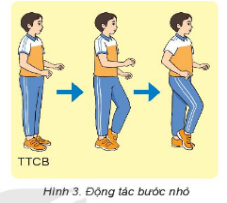 TTCB
Hình 3. Động tác bước nhỏ